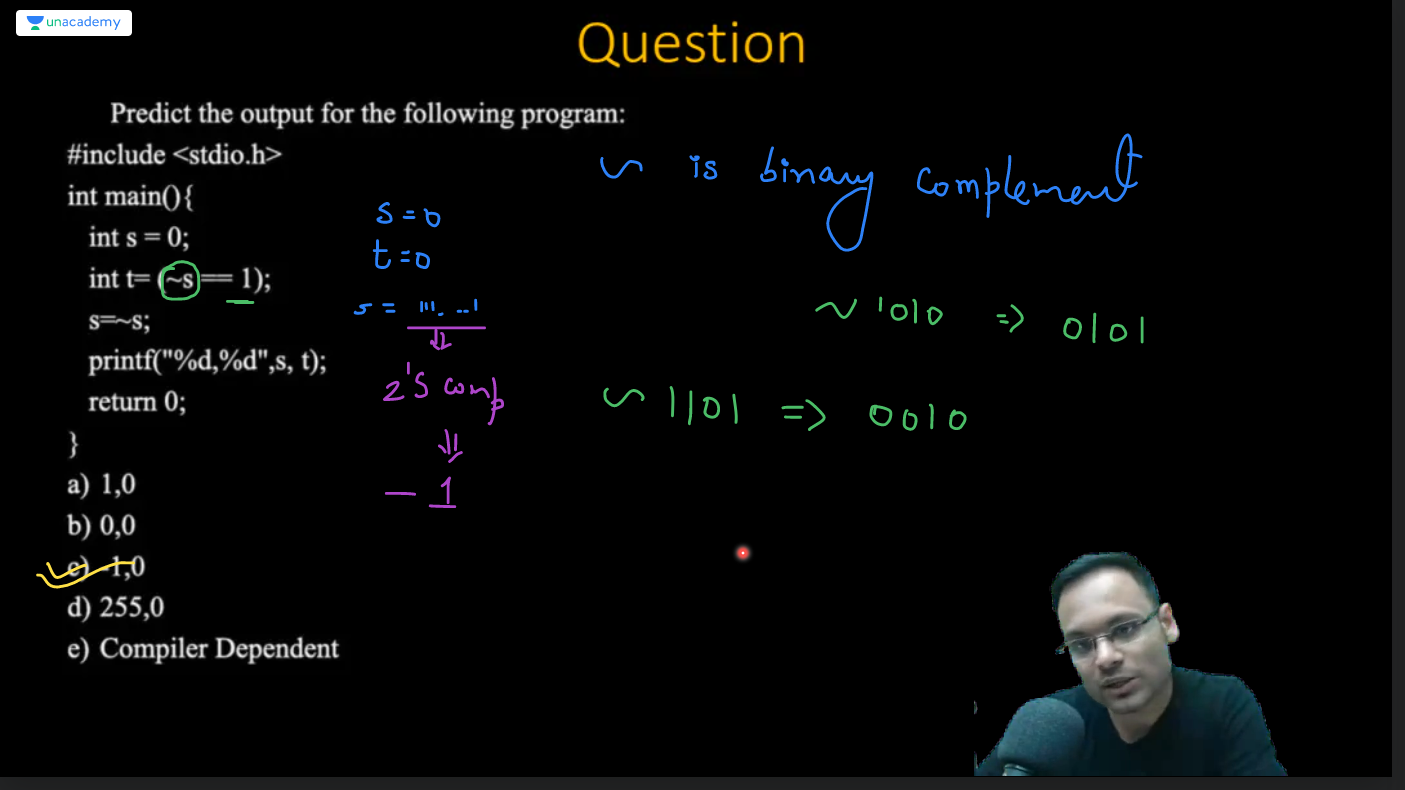 unacademy
Question
Predict the output for the following program:
#include <stdio.h>
int main(){
int s = 0;
int t= (~s == 1);
s=~s;
printf("%d,%d",s, t);
return 0;
}
a) 1,0
b) 0,0
c) -1,0
d) 255,0
e) Compiler Dependent
s = 0
t = 0
s = 111. ..1
⇓
2's comp
⇓
- 1
~ is binary complement
~ 1010 => 0101
~ 1101 => 0010